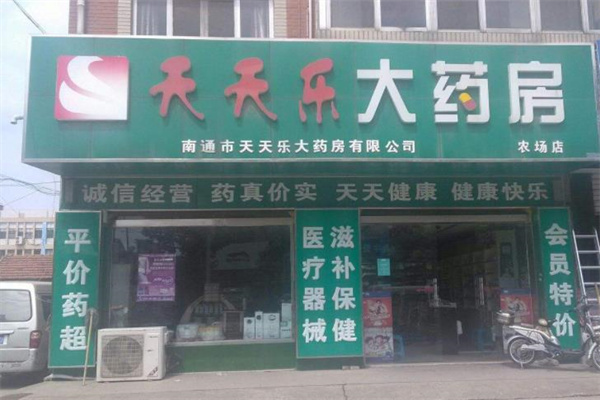 天天乐大药房
南通市天天乐大药房有限公司 农场店
诚信经营 药真价实 天天健康 健康快乐
平价药超
医疗器械
滋补保健
会员特价